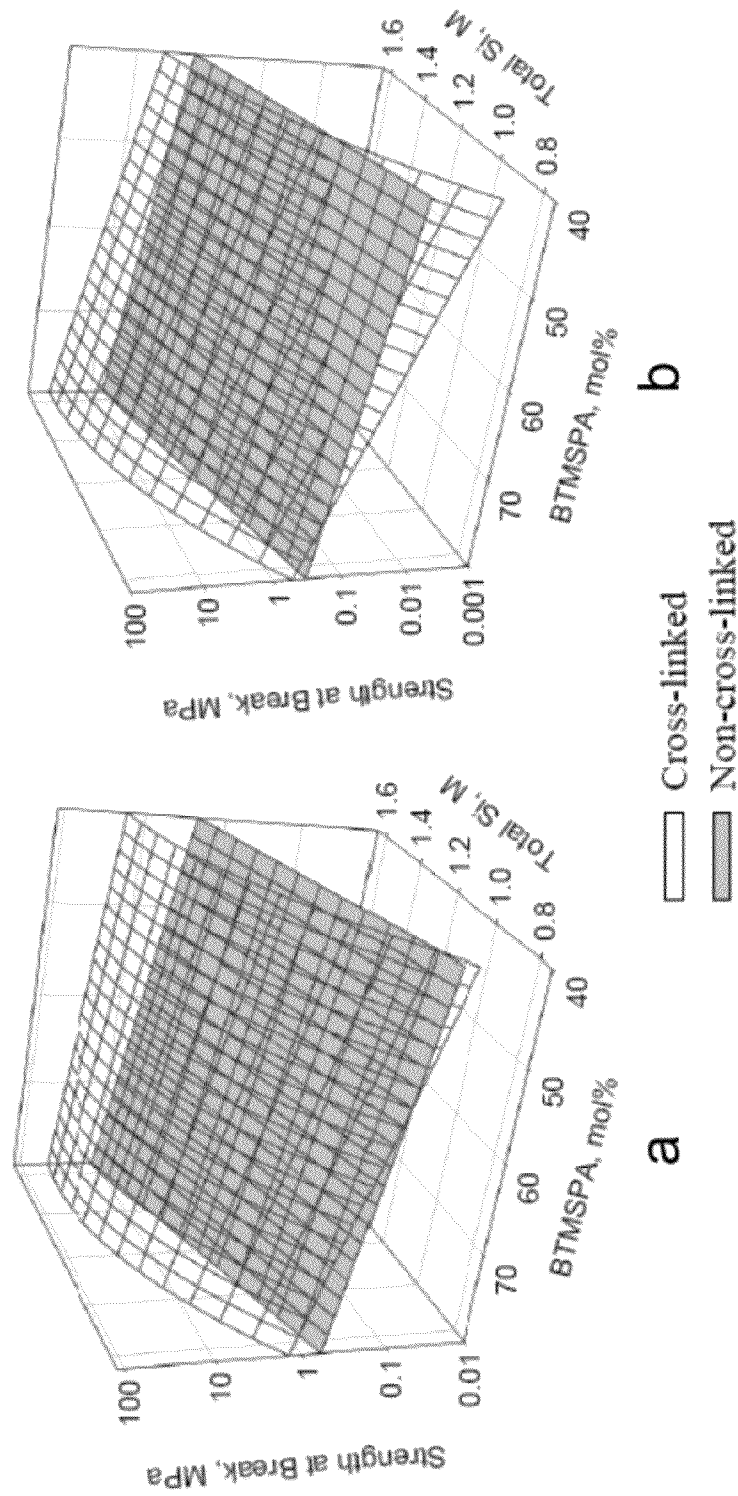 Strength at Break, MPa
100
10
1
0.1
0.01
70
60
50
40
BTMSPA, mol%
0.8
1.0
1.2
1.4
1.6
Total Si, M
a
Strength at Break, MPa
100
10
1
0.1
0.01
0.001
70
60
50
40
BTMSPA, mol%
0.8
1.0
1.2
1.4
1.6
Total Si, M
b
Cross-linked
Non-cross-linked